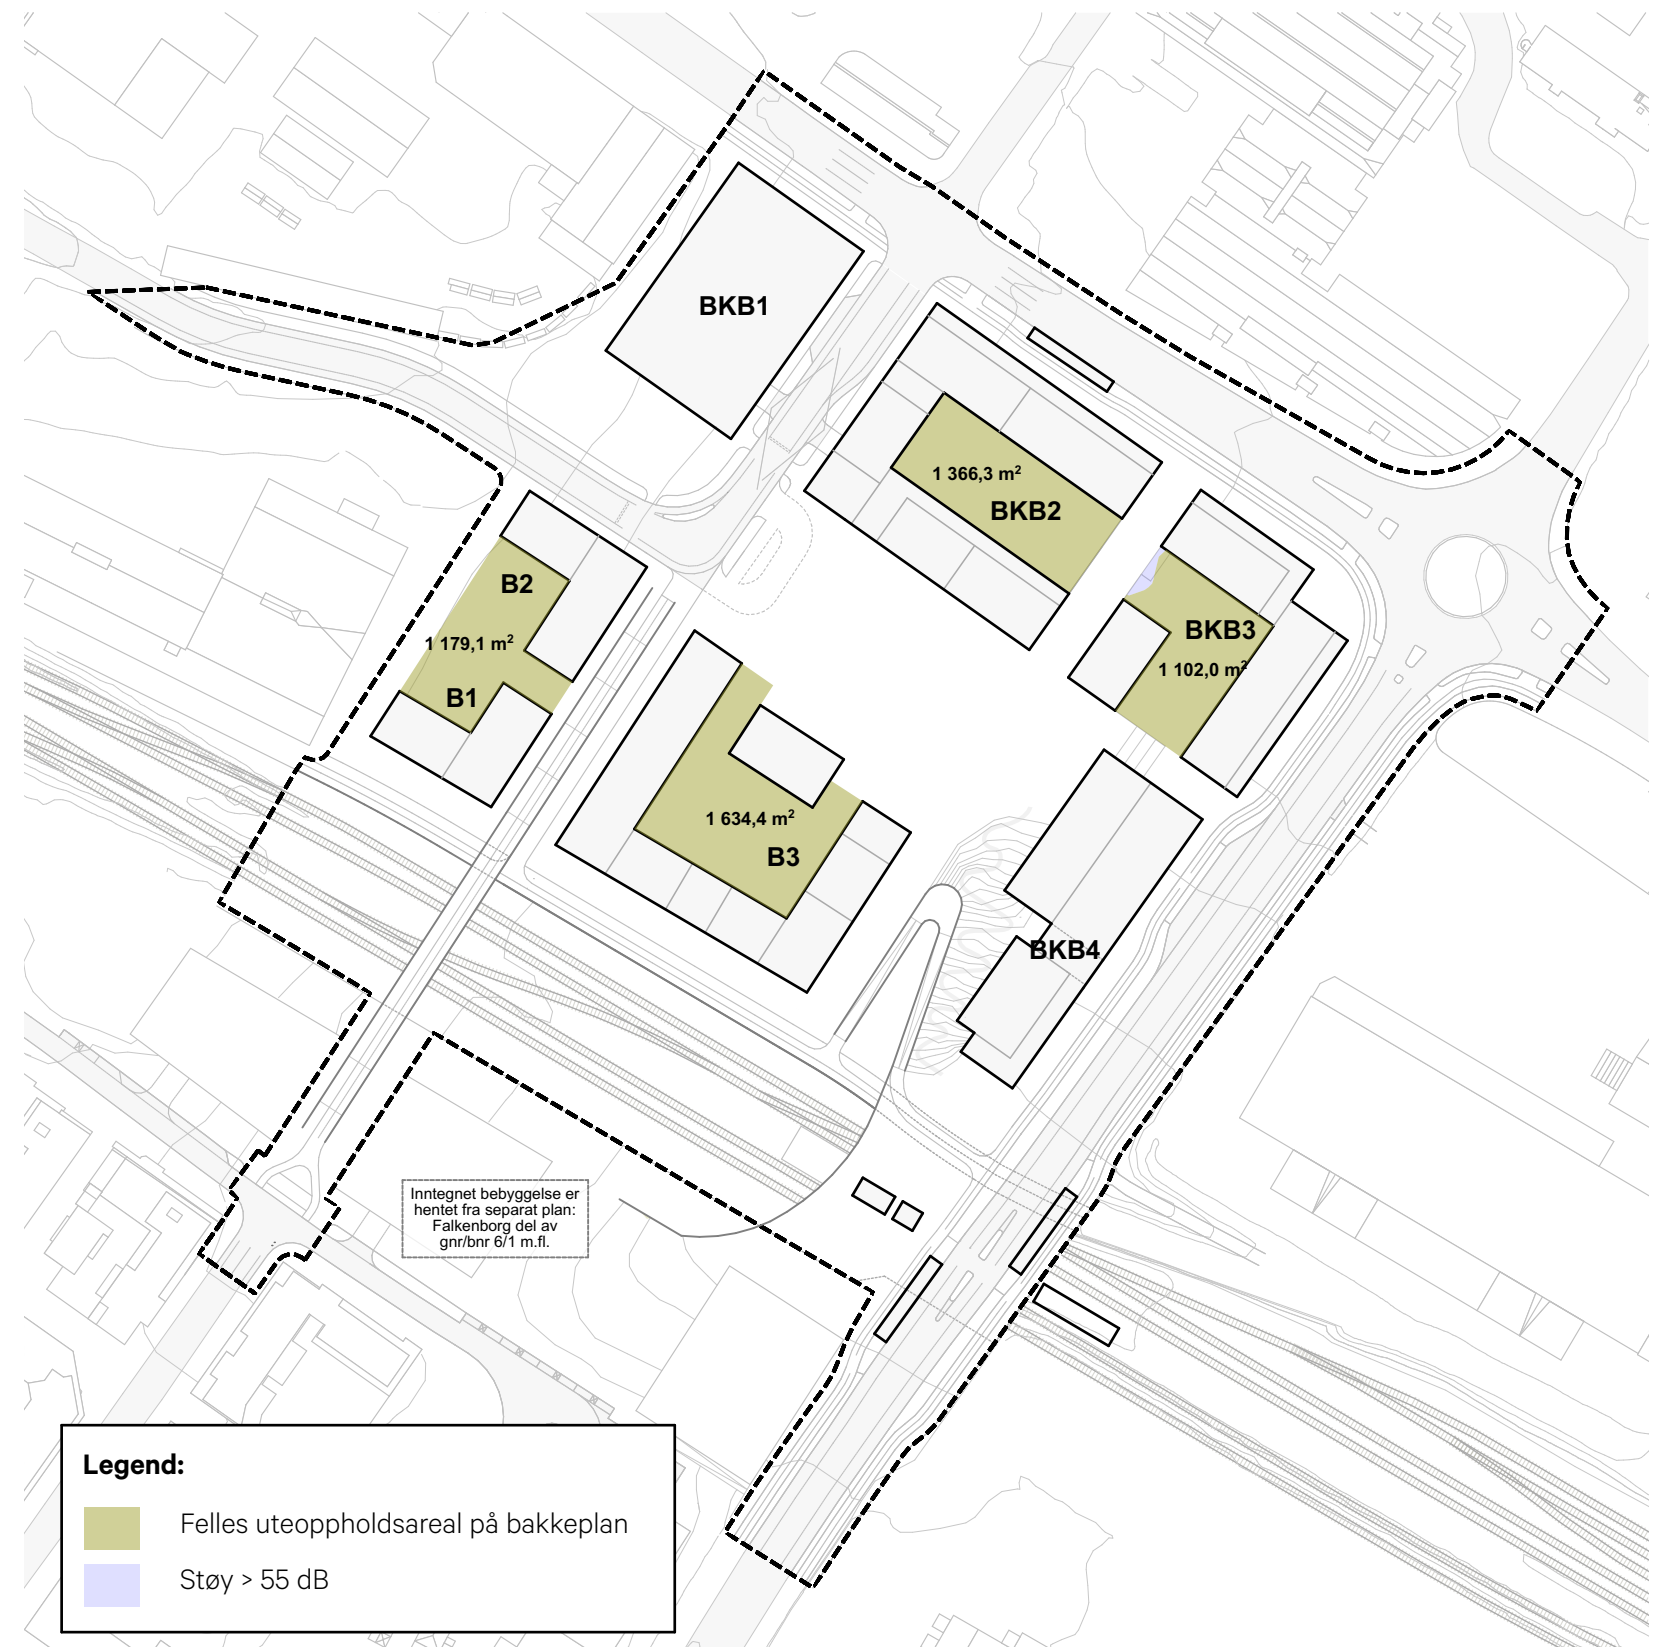 BKB1
1 366,3 m²
BKB2
B2
1 179,1 m²
B1
BKB3
1 102,0 m²
1 634,4 m²
B3
BKB4
Inntegnet bebyggelse er
hentet fra separat plan:
Falkenborg del av
gnr/bnr 6/1 m.fl.
Legend:
Felles uteoppholdsareal på bakkeplan
Støy > 55 dB